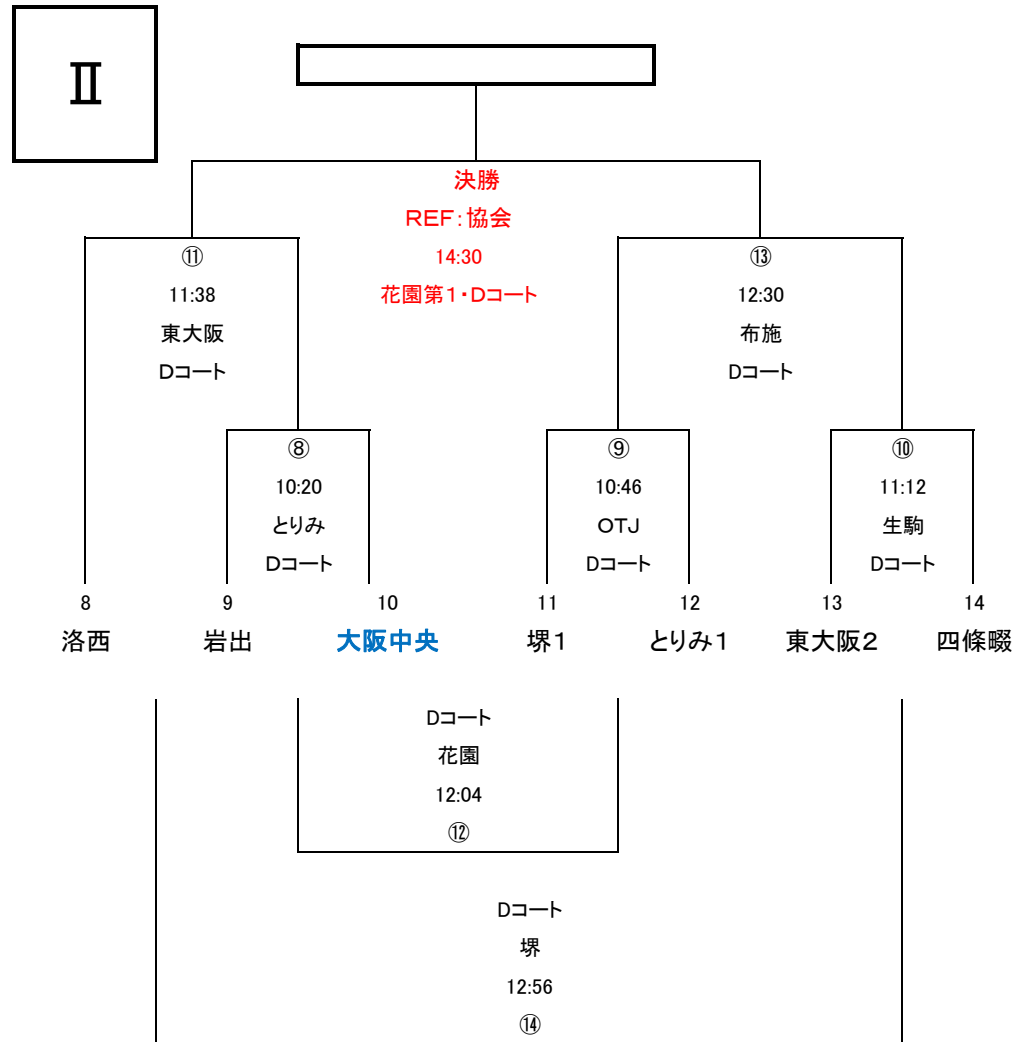 Ⅱ
決勝
REF:協会
14:30
花園第1・Dコート
⑪
11:38
東大阪
Dコート
⑬
12:30
布施
Dコート
⑧
10:20
とりみ
Dコート
⑨
10:46
OTJ
Dコート
⑩
11:12
生駒
Dコート
8 9 10 11 12 13 14
洛西 岩出 大阪中央 堺1 とりみ1 東大阪2 四條畷
Dコート
花園
12:04
⑫
Dコート
堺
12:56
⑭